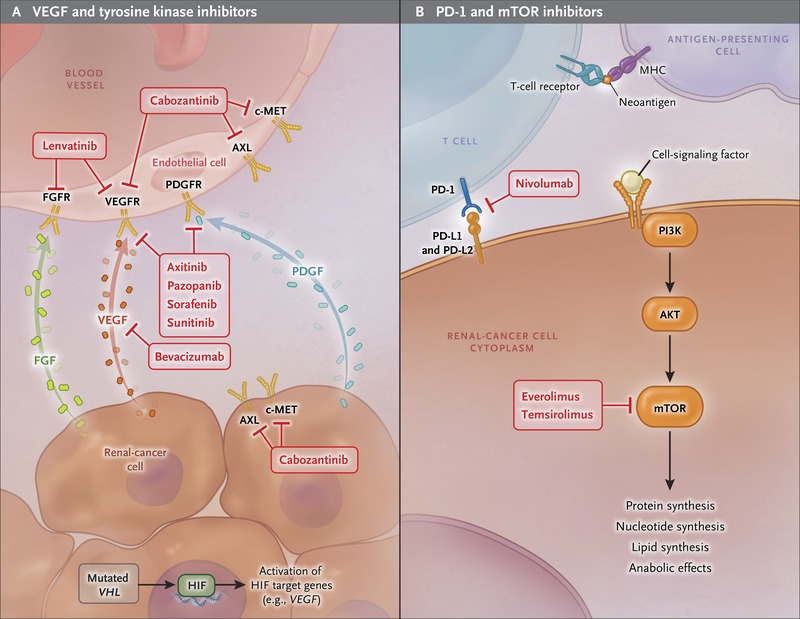 A VEGF and tyrosine kinase inhibitors
BLOOD
VESSEL
Cabozantinib
c-MET
AXL
Lenvatinib
Endothelial cell
PDGFR
FGFR
VEGFR
Axitinib
Pazopanib
Sorafenib
Sunitinib
PDGF
VEGF
Bevacizumab
FGF
c-MET
AXL
Renal-cancer
cell
Cabozantinib
Mutated
VHL
HIF
Activation of
HIF target genes
(e.g., VEGF)
B PD-1 and mTOR inhibitors
ANTIGEN-PRESENTING
CELL
MHC
T-cell receptor
Neoantigen
T CELL
Cell-signaling factor
PD-1
Nivolumab
PD-L1
and PD-L2
PI3K
AKT
RENAL-CANCER CELL
CYTOPLASM
Everolimus
Temsirolimus
mTOR
Protein synthesis
Nucleotide synthesis
Lipid synthesis
Anabolic effects